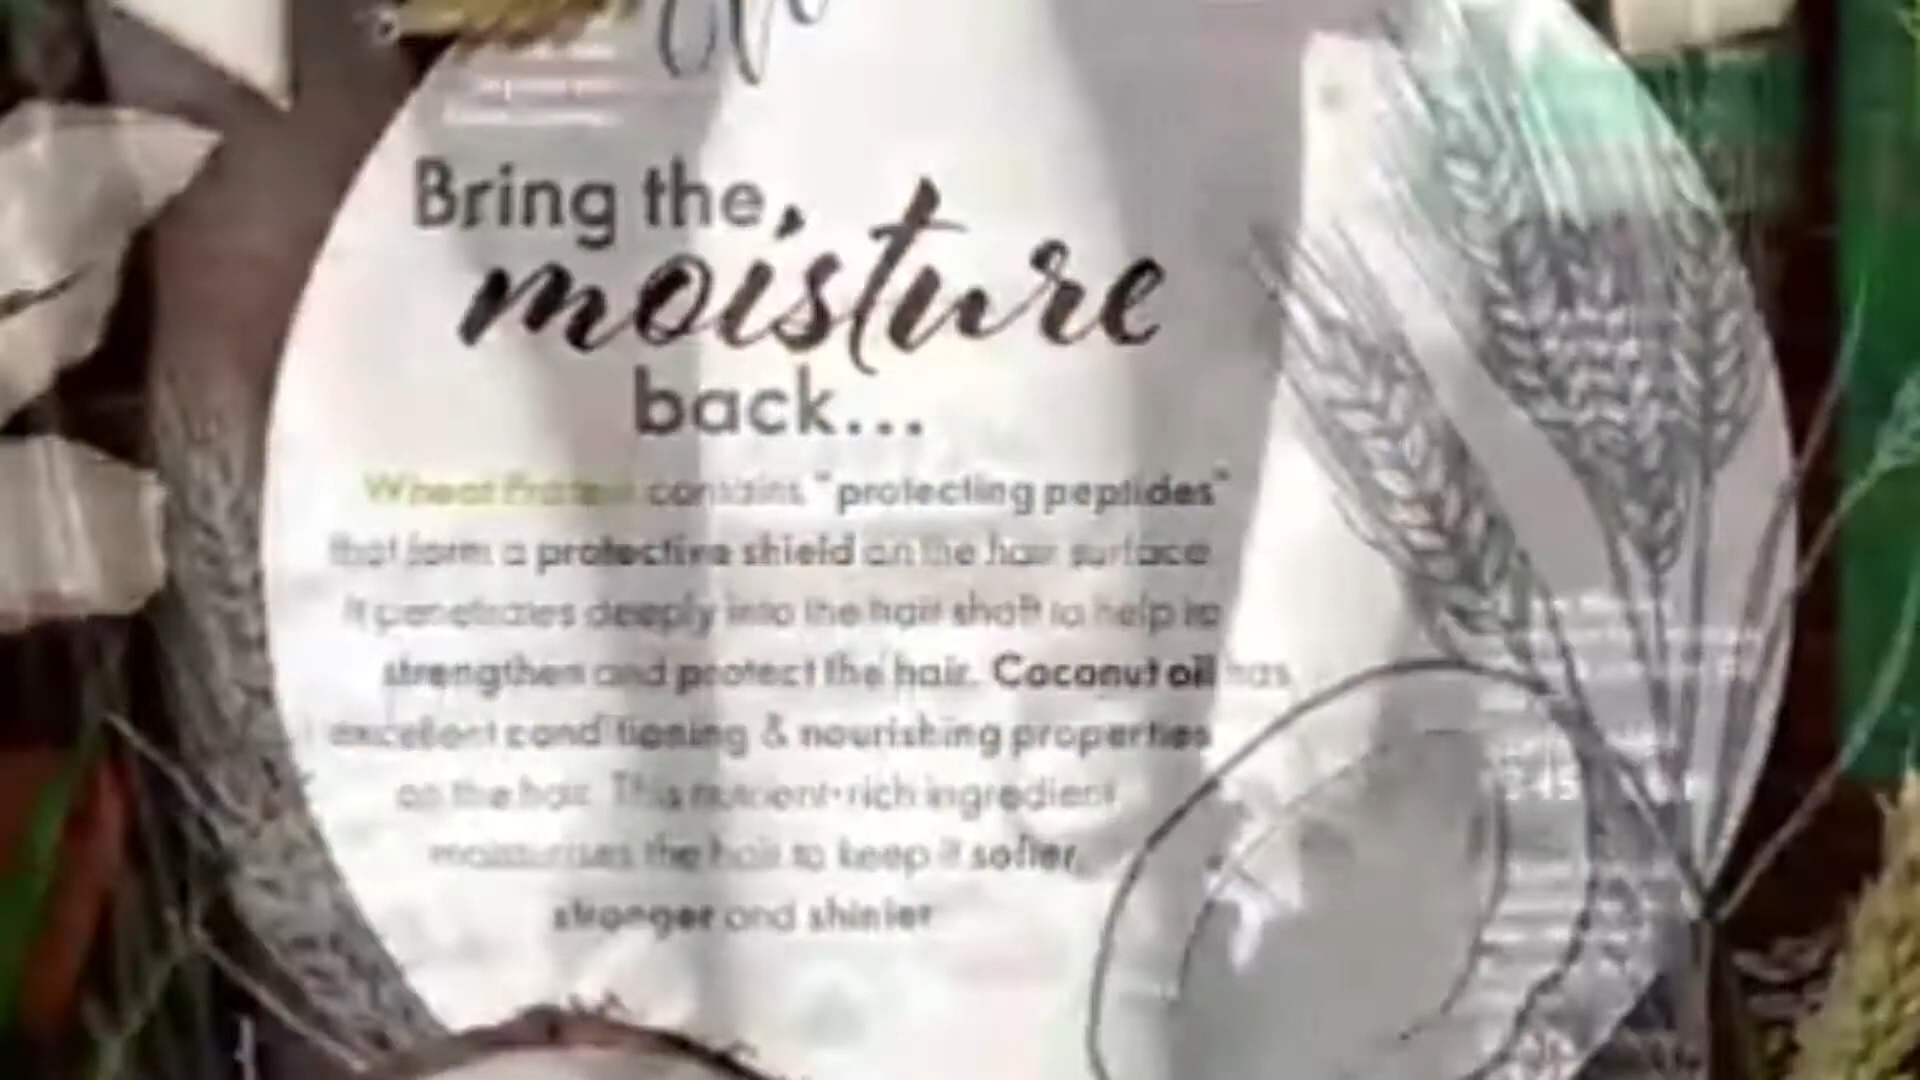 Bring the
moisture
back...
Wheat Protein contains "protecting peptides"
that form a protective shield on the hair surface
It penetrates deeply into the hair shaft to help to
strengthen and protect the hair. Coconut oil has
excellent conditioning & nourishing properties
on the hair. This nutrient-rich ingredient
moisturises the hair to keep it softer,
stronger and shinier